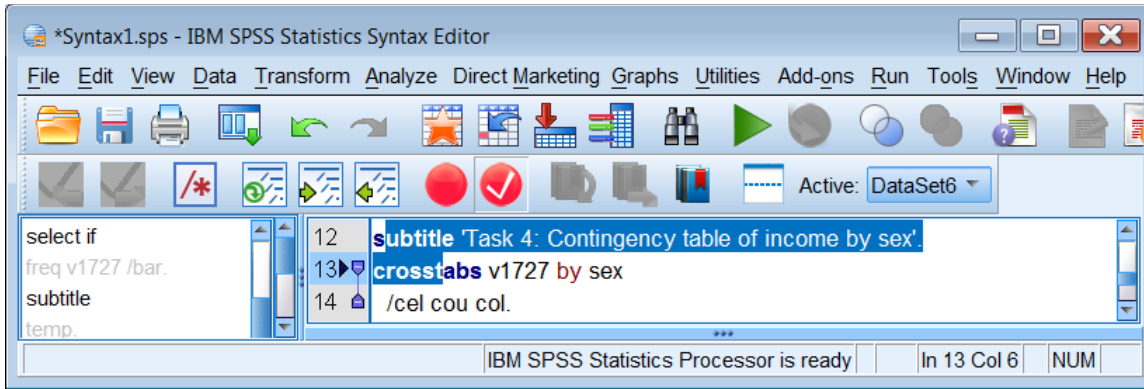 *Syntax1.sps - IBM SPSS Statistics Syntax Editor
File Edit View Data Transform Analyze Direct Marketing Graphs Utilities Add-ons Run Tools Window Help
/*
Active: DataSet6
select if
freq v1727 /bar.
subtitle
temp.
12 subtitle 'Task 4: Contingency table of income by sex'.
13 crosstabs v1727 by sex
14 /cel cou col.
IBM SPSS Statistics Processor is ready In 13 Col 6 NUM